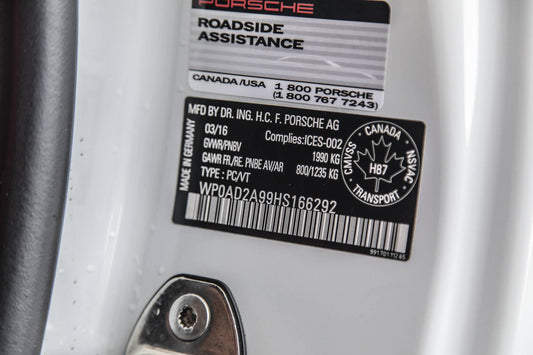 PORSCHE
ROADSIDE
ASSISTANCE
CANADA/USA 1 800 PORSCHE
(1 800 767 7243)
MFD BY DR. ING. H.C. F. PORSCHE AG
03/16 Complies:ICES-002
GVWR/PNBV 1990 KG
GAWR FR./RE. PNBE AV/AR 800/1235 KG
TYPE : PC/VT
WP0AD2A99HS166292
MADE IN GERMANY
CANADA
CMVSS
NSVAC
H87
TRANSPORT